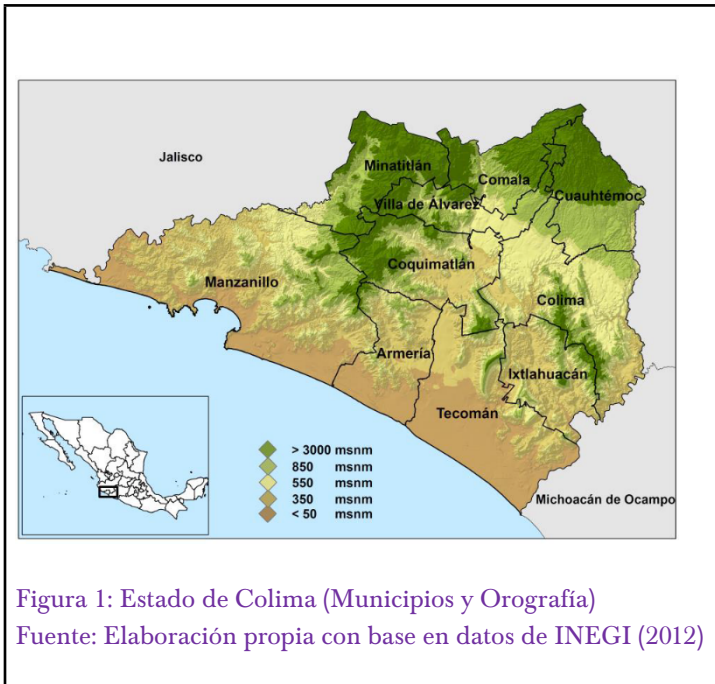 Jalisco
Minatitlán
Comala
Cuauhtémoc
Villa de Álvarez
Coquimatlán
Manzanillo
Colima
Armería
Ixtlahuacán
Tecomán
> 3000 msnm
850 msnm
550 msnm
350 msnm
< 50 msnm
Michoacán de Ocampo
Figura 1: Estado de Colima (Municipios y Orografía)
Fuente: Elaboración propia con base en datos de INEGI (2012)